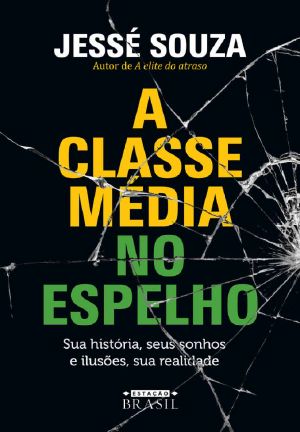 JESSÉ SOUZA
Autor de A elite do atraso
A
CLASSE
MÉDIA
NO
ESPELHO
Sua história, seus sonhos
e ilusões, sua realidade
ESTAÇÃO
BRASIL